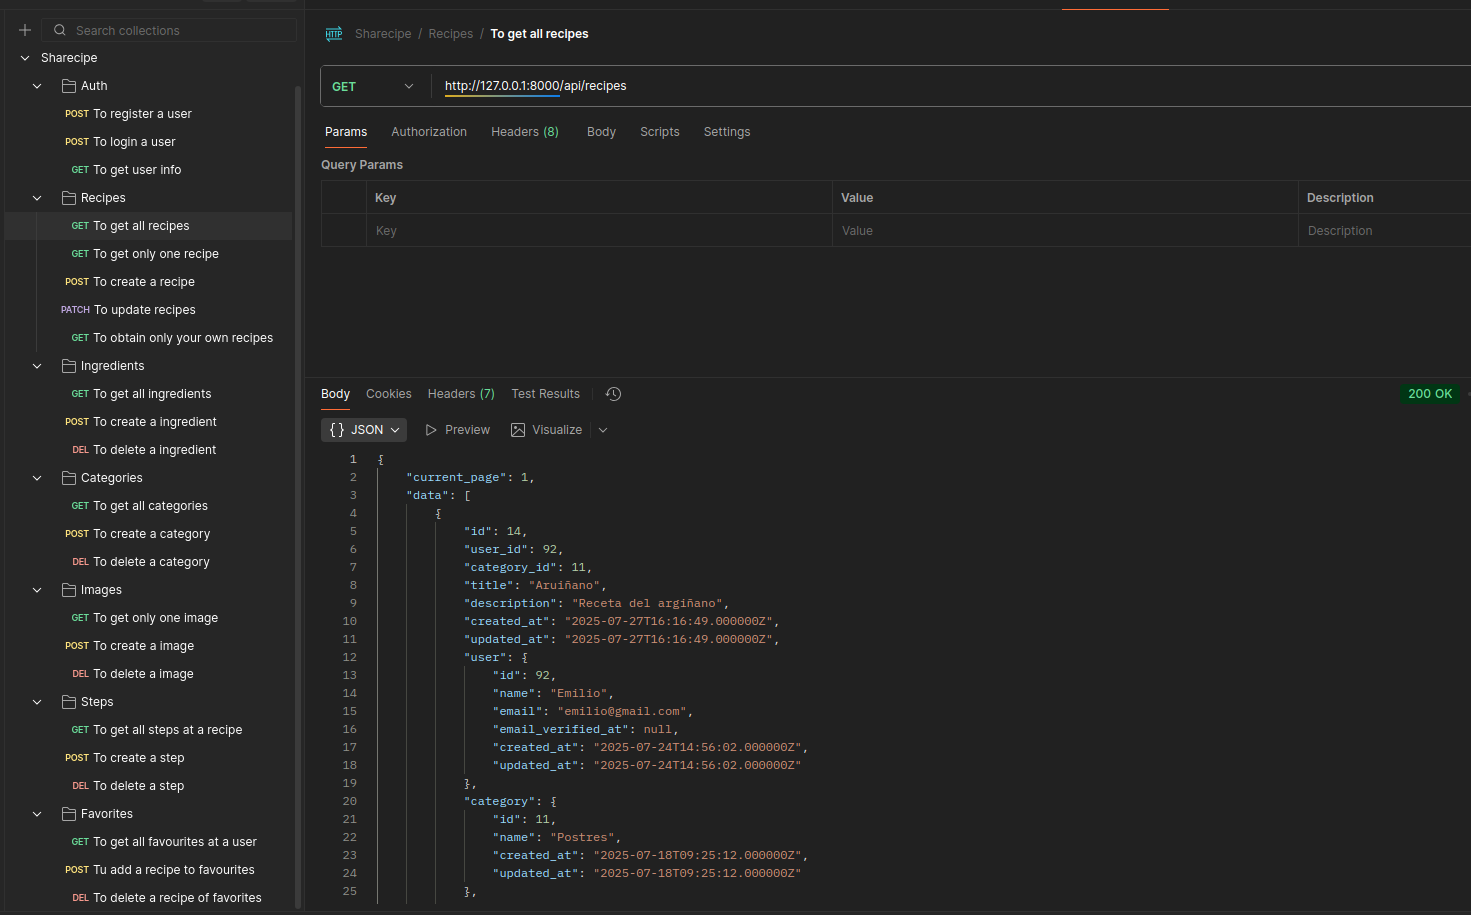 Search collections
Sharecipe
Auth
POST To register a user
POST To login a user
GET To get user info
Recipes
GET To get all recipes
GET To get only one recipe
POST To create a recipe
PATCH To update recipes
GET To obtain only your own recipes
Ingredients
GET To get all ingredients
POST To create a ingredient
DEL To delete a ingredient
Categories
GET To get all categories
POST To create a category
DEL To delete a category
Images
GET To get only one image
POST To create a image
DEL To delete a image
Steps
GET To get all steps at a recipe
POST To create a step
DEL To delete a step
Favorites
GET To get all favourites at a user
POST Tu add a recipe to favourites
DEL To delete a recipe of favorites
HTTP Sharecipe / Recipes / To get all recipes
GET http://127.0.0.1:8000/api/recipes
Params Authorization Headers (8) Body Scripts Settings
Query Params
Key Value Description
Key Value Description
Body Cookies Headers (7) Test Results 200 OK
{} JSON Preview Visualize
1 {
2 "current_page": 1,
3 "data": [
4 {
5 "id": 14,
6 "user_id": 92,
7 "category_id": 11,
8 "title": "Aruiñano",
9 "description": "Receta del argiñano",
10 "created_at": "2025-07-27T16:16:49.000000Z",
11 "updated_at": "2025-07-27T16:16:49.000000Z",
12 "user": {
13 "id": 92,
14 "name": "Emilio",
15 "email": "emilio@gmail.com",
16 "email_verified_at": null,
17 "created_at": "2025-07-24T14:56:02.000000Z",
18 "updated_at": "2025-07-24T14:56:02.000000Z"
19 },
20 "category": {
21 "id": 11,
22 "name": "Postres",
23 "created_at": "2025-07-18T09:25:12.000000Z",
24 "updated_at": "2025-07-18T09:25:12.000000Z"
25 },